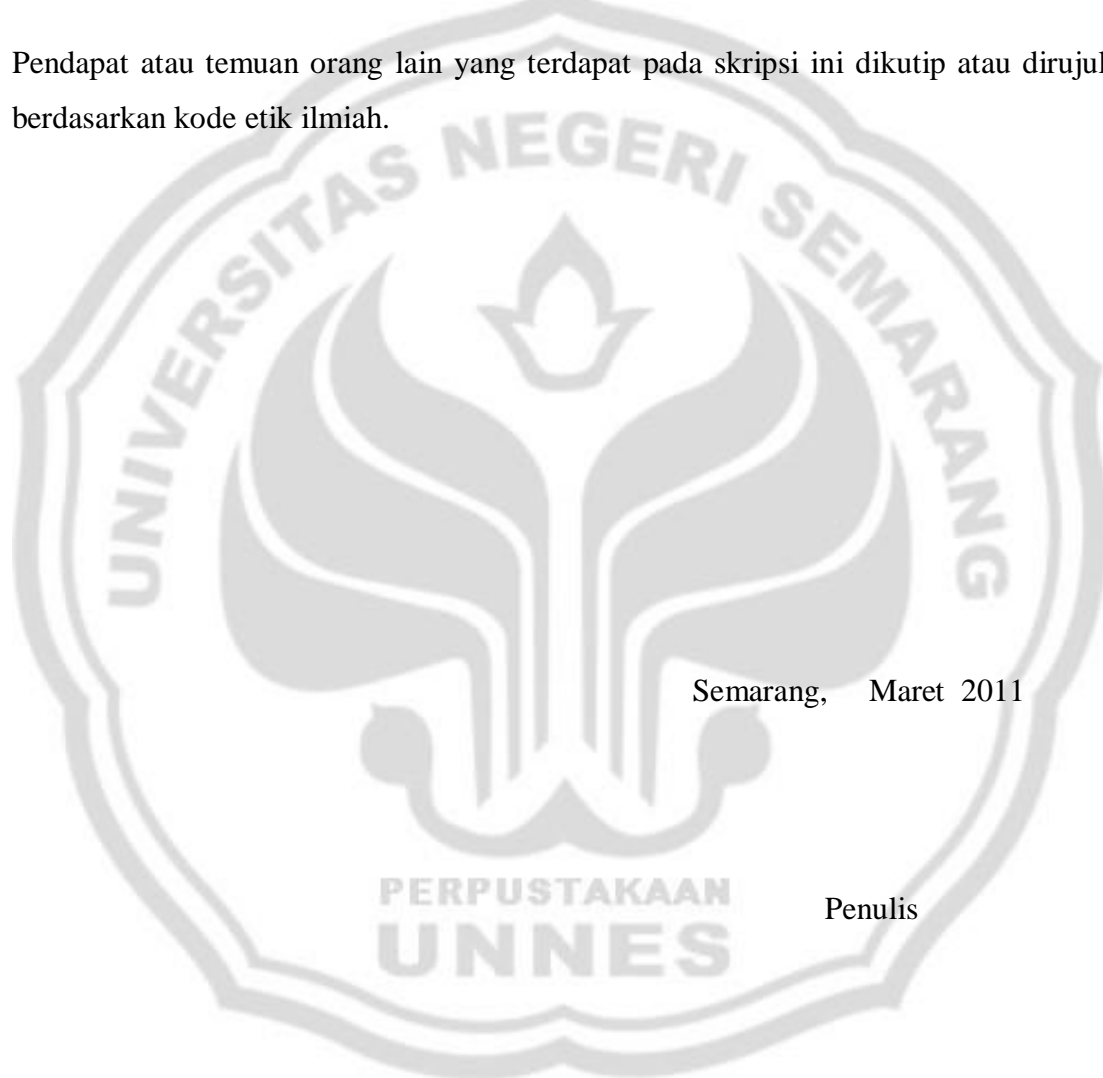 Pendapat atau temuan orang lain yang terdapat pada skripsi ini dikutip atau dirujuk
berdasarkan kode etik ilmiah.
UNIVERSITAS NEGERI SEMARANG
Semarang, Maret 2011
PERPUSTAKAAN
UNNES
Penulis